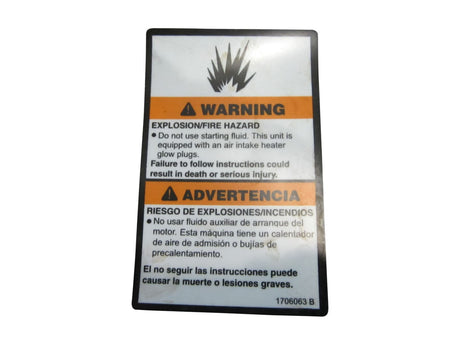 WARNING
EXPLOSION/FIRE HAZARD
● Do not use starting fluid. This unit is
equipped with an air intake heater
glow plugs.
Failure to follow instructions could
result in death or serious injury.
ADVERTENCIA
RIESGO DE EXPLOSIONES/INCENDIOS
● No usar fluido auxiliar de arranque del
motor. Esta máquina tiene un calentador
de aire de admisión o bujías de
precalentamiento.
El no seguir las instrucciones puede
causar la muerte o lesiones graves.
1706063 B